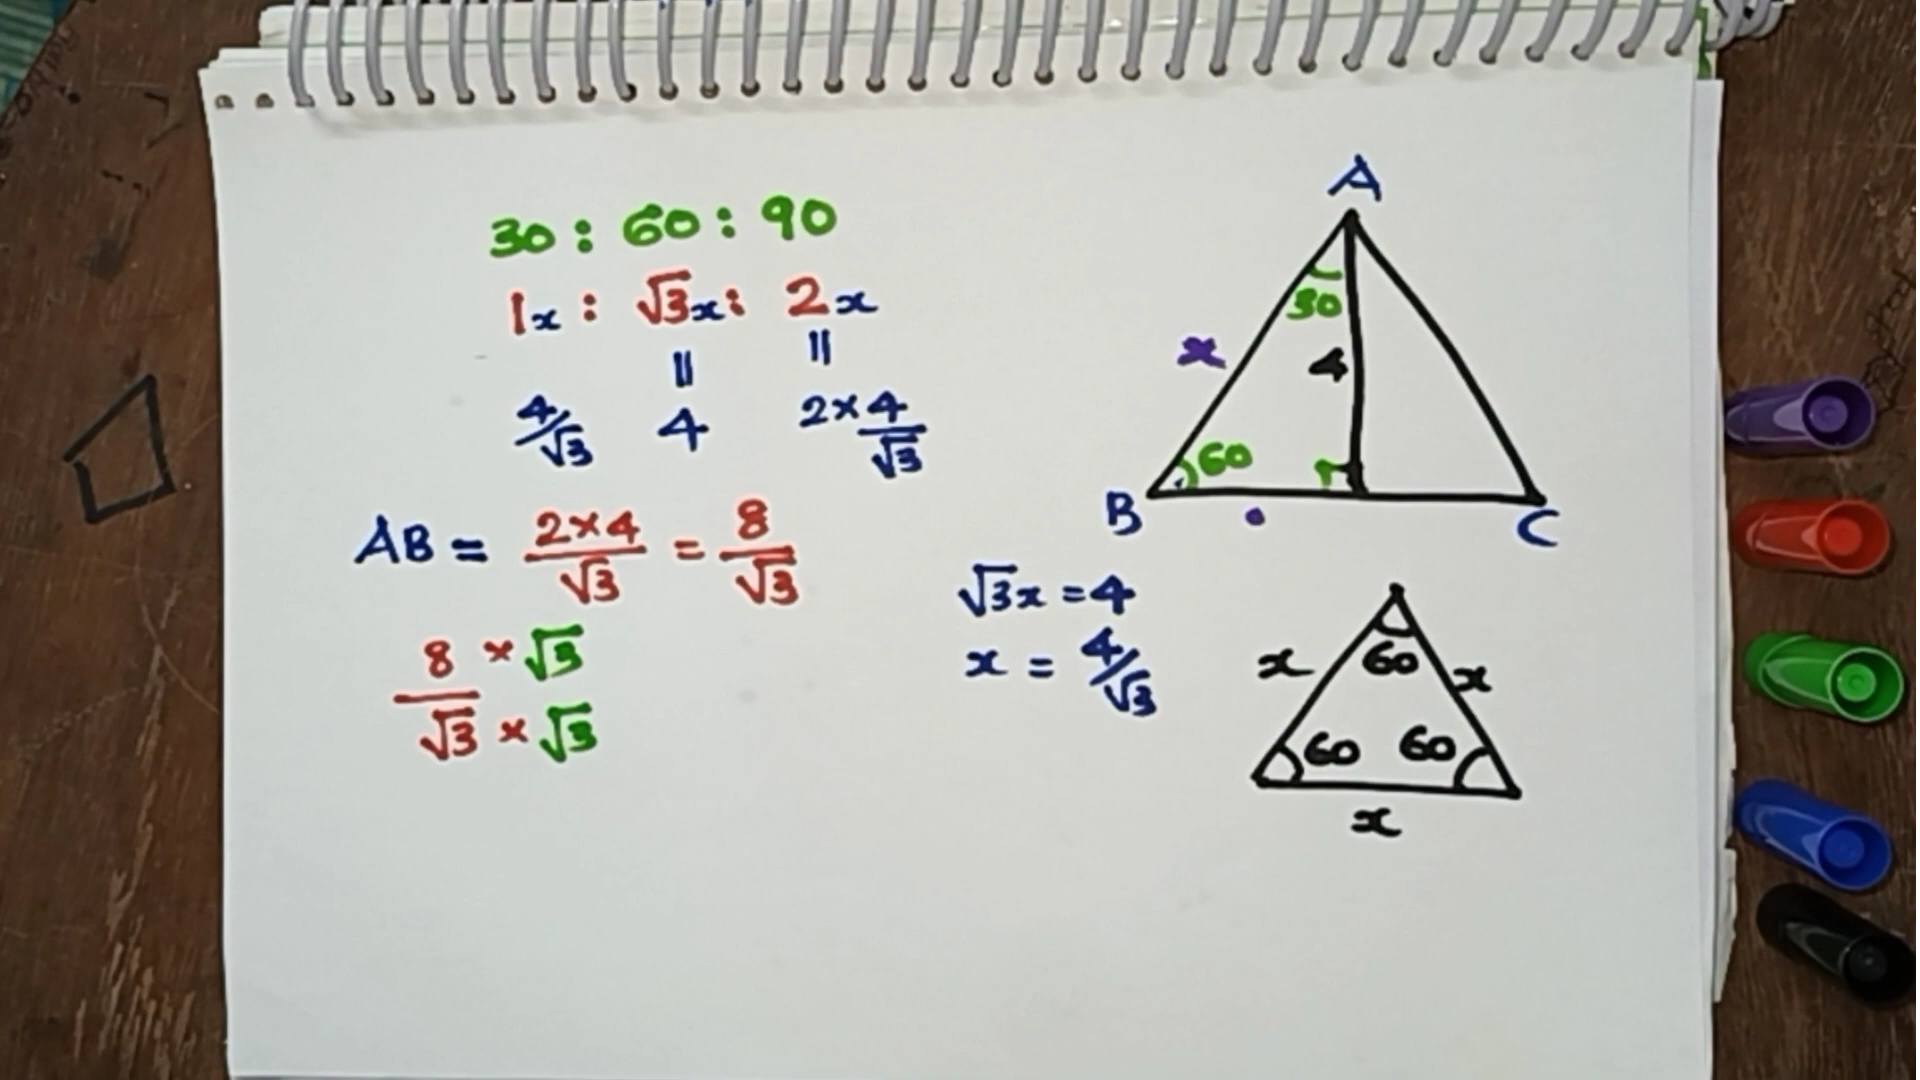 30 : 60 : 90
1x : √3x : 2x
|| ||
4/√3 4 2×4/√3
AB = 2×4/√3 = 8/√3
8×√3
√3×√3
A
30
x 4
60
B C
√3x = 4
x = 4/√3
60
x x
60 60
x